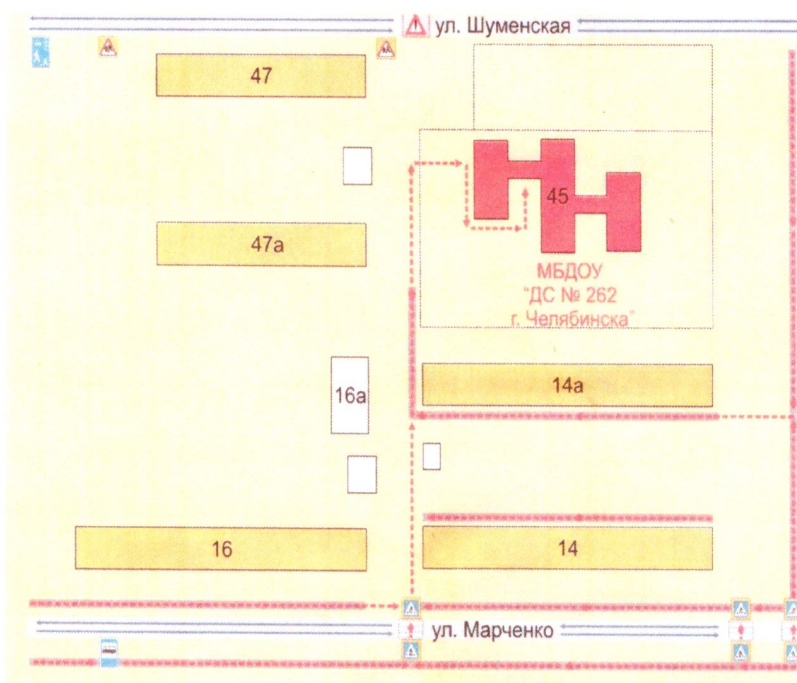 ул. Шуменская
47
45
47а
МБДОУ
"ДС № 262
г. Челябинска"
14а
16а
16
14
ул. Марченко